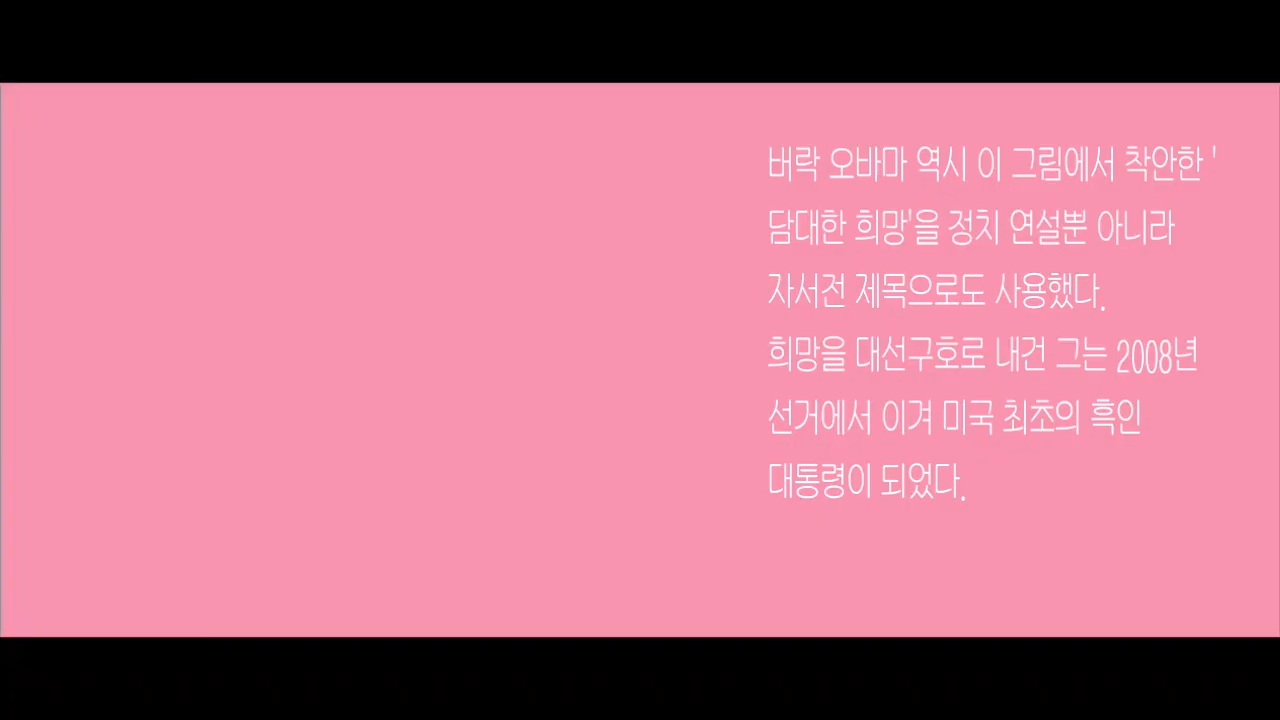 버락 오바마 역시 이 그림에서 착안한 '
담대한 희망'을 정치 연설뿐 아니라
자서전 제목으로도 사용했다.
희망을 대선구호로 내건 그는 2008년
선거에서 이겨 미국 최초의 흑인
대통령이 되었다.